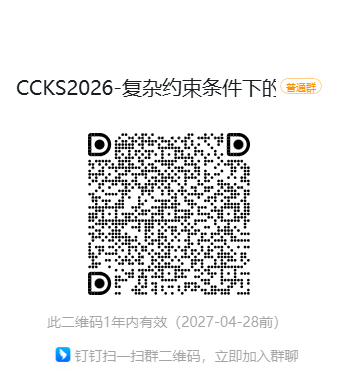 CCKS2026-复杂约束条件下的
普通群
此二维码1年内有效（2027-04-28前）
钉钉扫一扫群二维码，立即加入群聊